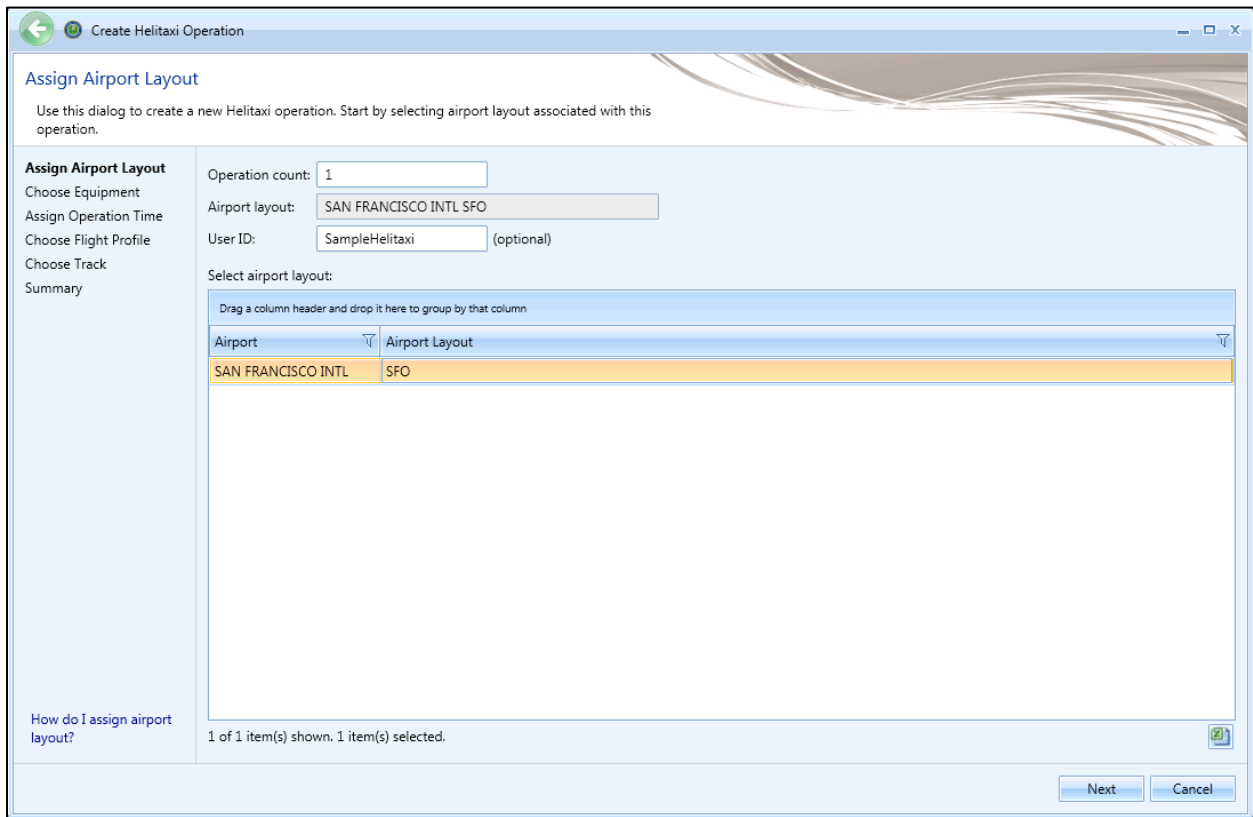 Create Helitaxi Operation
Assign Airport Layout
Use this dialog to create a new Helitaxi operation. Start by selecting airport layout associated with this
operation.
Assign Airport Layout
Choose Equipment
Assign Operation Time
Choose Flight Profile
Choose Track
Summary
How do I assign airport
layout?
Operation count: 1
Airport layout: SAN FRANCISCO INTL SFO
User ID: SampleHelitaxi (optional)
Select airport layout:
Drag a column header and drop it here to group by that column
Airport Airport Layout
SAN FRANCISCO INTL SFO
1 of 1 item(s) shown. 1 item(s) selected.
Next Cancel